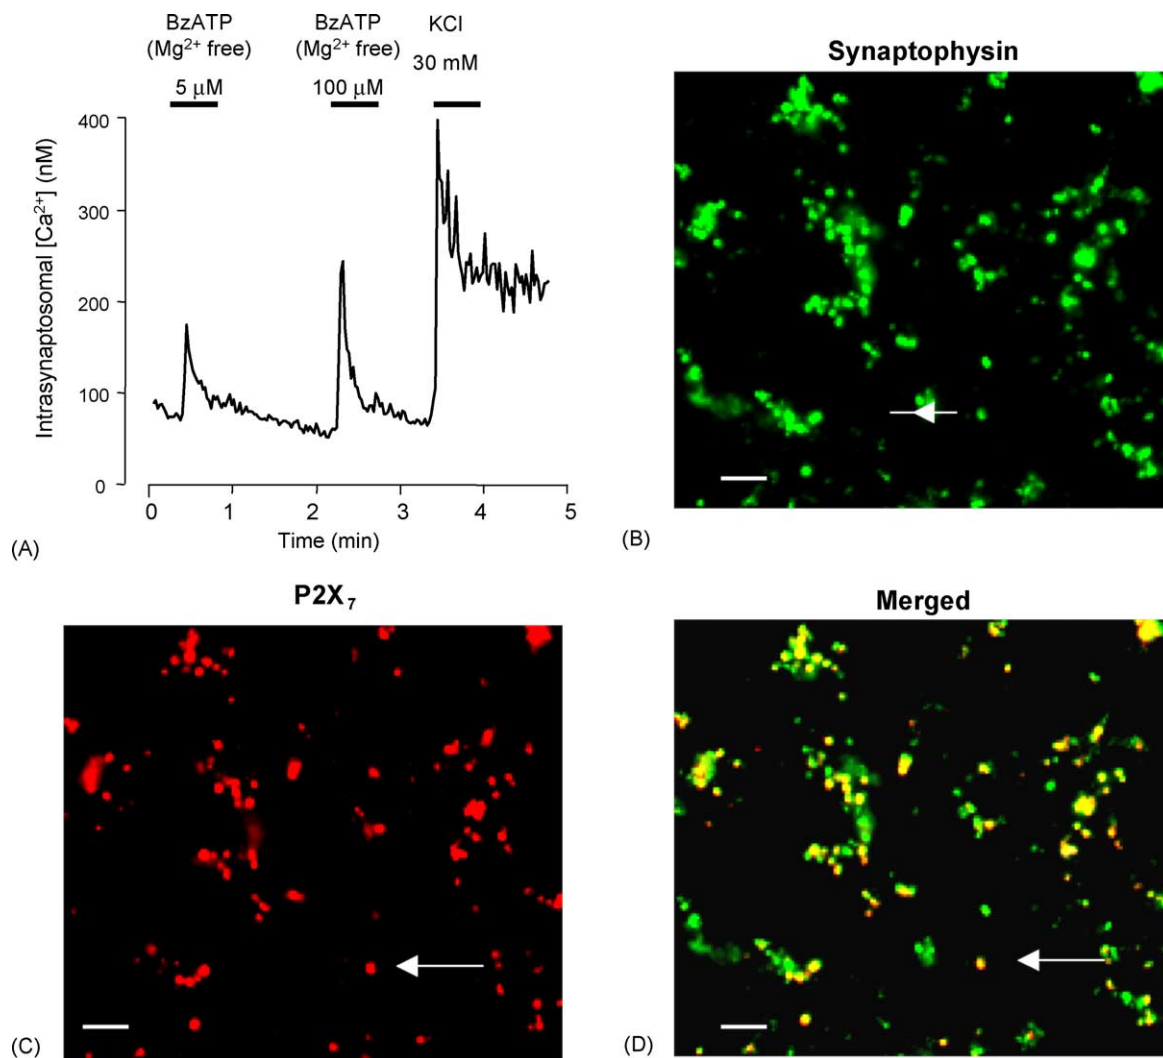 BzATP
(Mg²⁺ free)
5 μM
BzATP
(Mg²⁺ free)
100 μM
KCl
30 mM
Intrasynaptosomal [Ca²⁺] (nM)
400
300
200
100
0
0 1 2 3 4 5
Time (min)
(A)
Synaptophysin
(B)
P2X₇
(C)
Merged
(D)